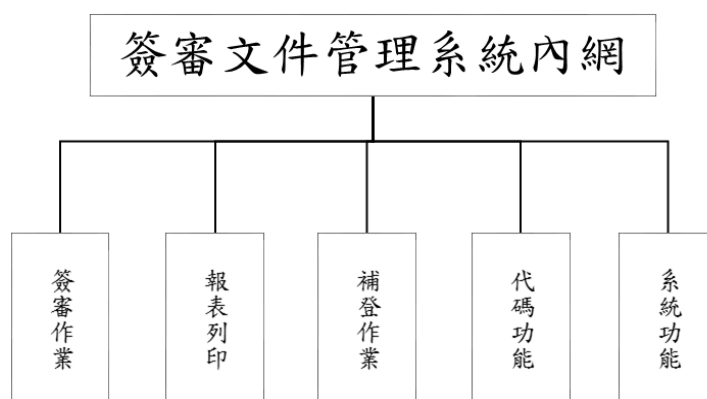 簽審文件管理系統內網
簽審作業
報表列印
補登作業
代碼功能
系統功能